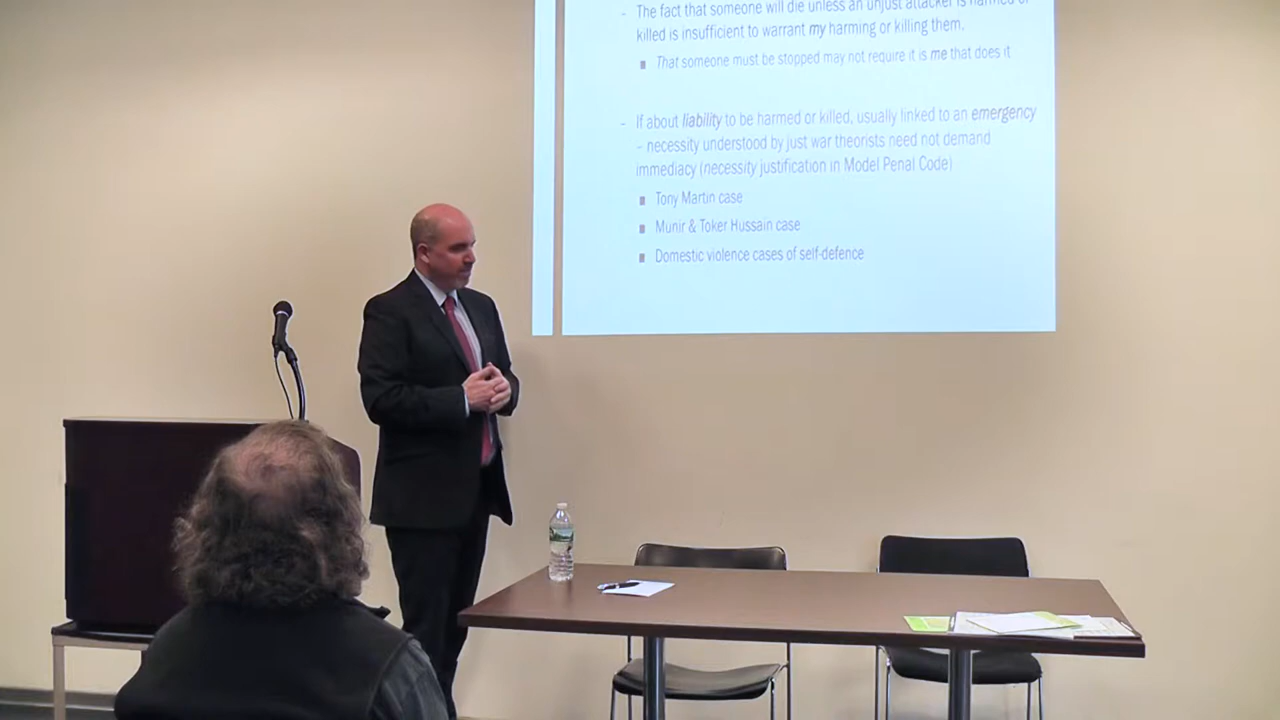 - The fact that someone will die unless an unjust attacker is harmed or
killed is insufficient to warrant my harming or killing them.
■ That someone must be stopped may not require it is me that does it
- If about liability to be harmed or killed, usually linked to an emergency
– necessity understood by just war theorists need not demand
immediacy (necessity justification in Model Penal Code)
■ Tony Martin case
■ Munir & Toker Hussain case
■ Domestic violence cases of self-defence